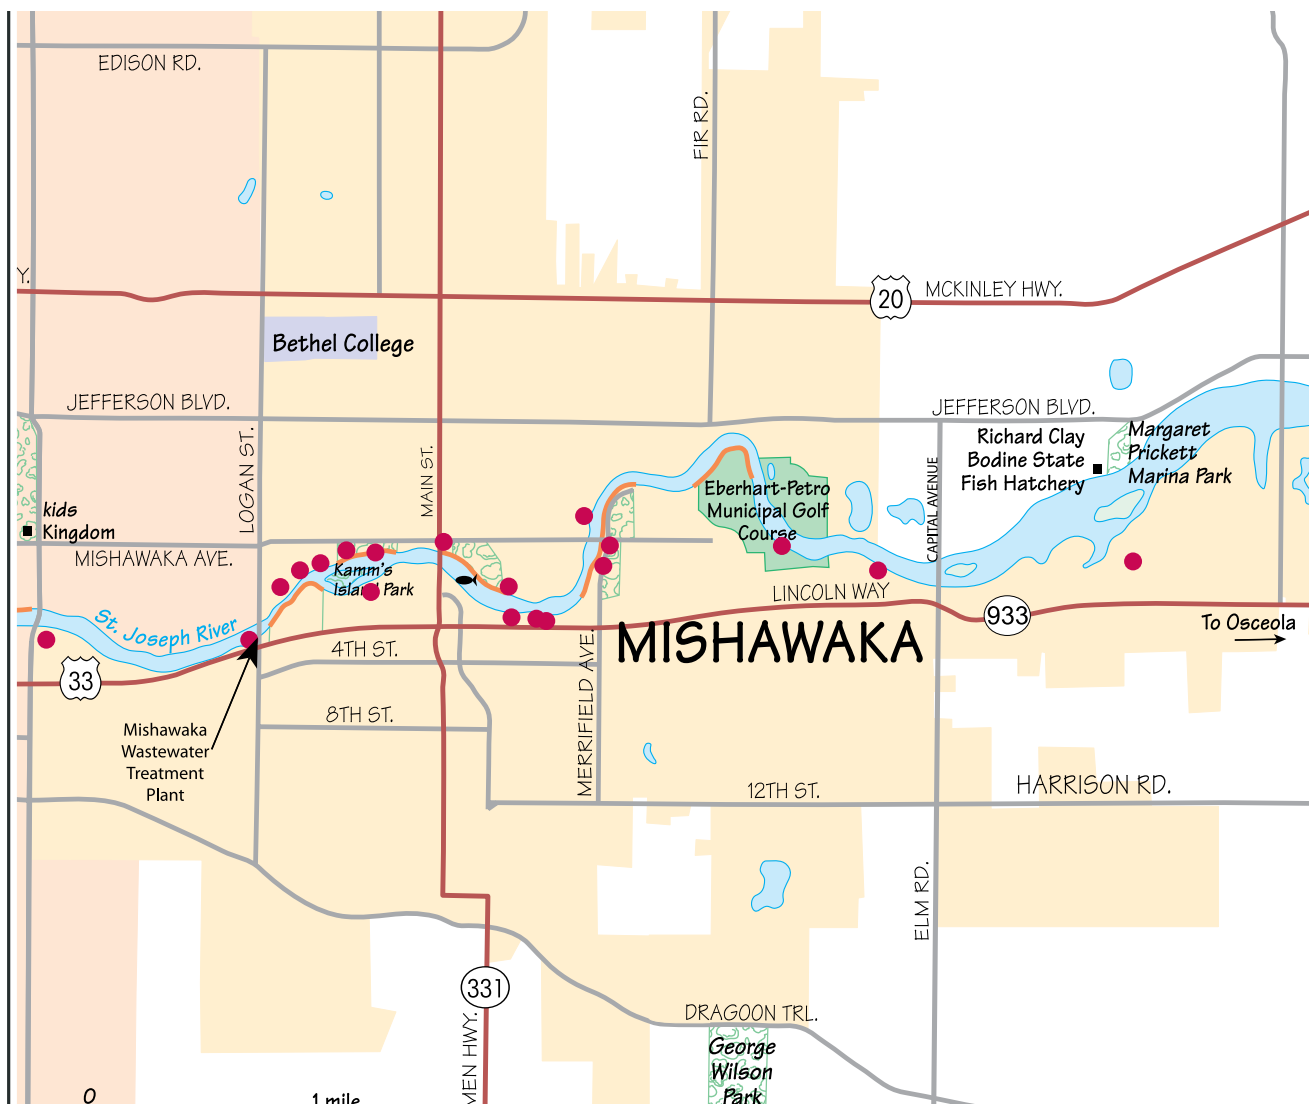 EDISON RD.
FIR RD.
Y.
20
MCKINLEY HWY.
Bethel College
JEFFERSON BLVD.
JEFFERSON BLVD.
LOGAN ST.
MAIN ST.
CAPITAL AVENUE
Richard Clay
Bodine State
Fish Hatchery
Margaret
Prickett
Marina Park
Eberhart-Petro
Municipal Golf
Course
kids
Kingdom
MISHAWAKA AVE.
Kamm's
Island Park
LINCOLN WAY
933
To Osceola
St. Joseph River
MISHAWAKA
4TH ST.
33
MERRIFIELD AVE.
8TH ST.
Mishawaka
Wastewater
Treatment
Plant
12TH ST.
HARRISON RD.
ELM RD.
331
DRAGOON TRL.
MEN HWY.
George
Wilson
Park
0
1 mile